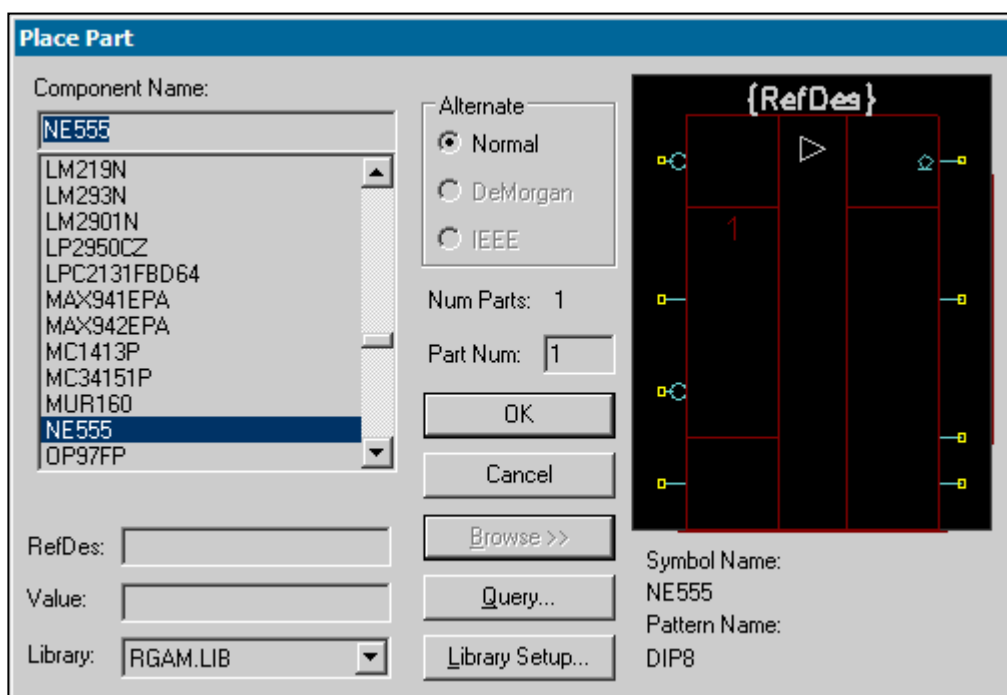 Place Part
Component Name:
NE555
LM219N
LM293N
LM2901N
LP2950CZ
LPC2131FBD64
MAX941EPA
MAX942EPA
MC1413P
MC34151P
MUR160
NE555
OP97FP
RefDes:
Value:
Library: RGAM.LIB
Alternate
Normal
DeMorgan
IEEE
Num Parts: 1
Part Num: 1
OK
Cancel
Browse >>
Query...
Library Setup...
{RefDes}
1
Symbol Name:
NE555
Pattern Name:
DIP8